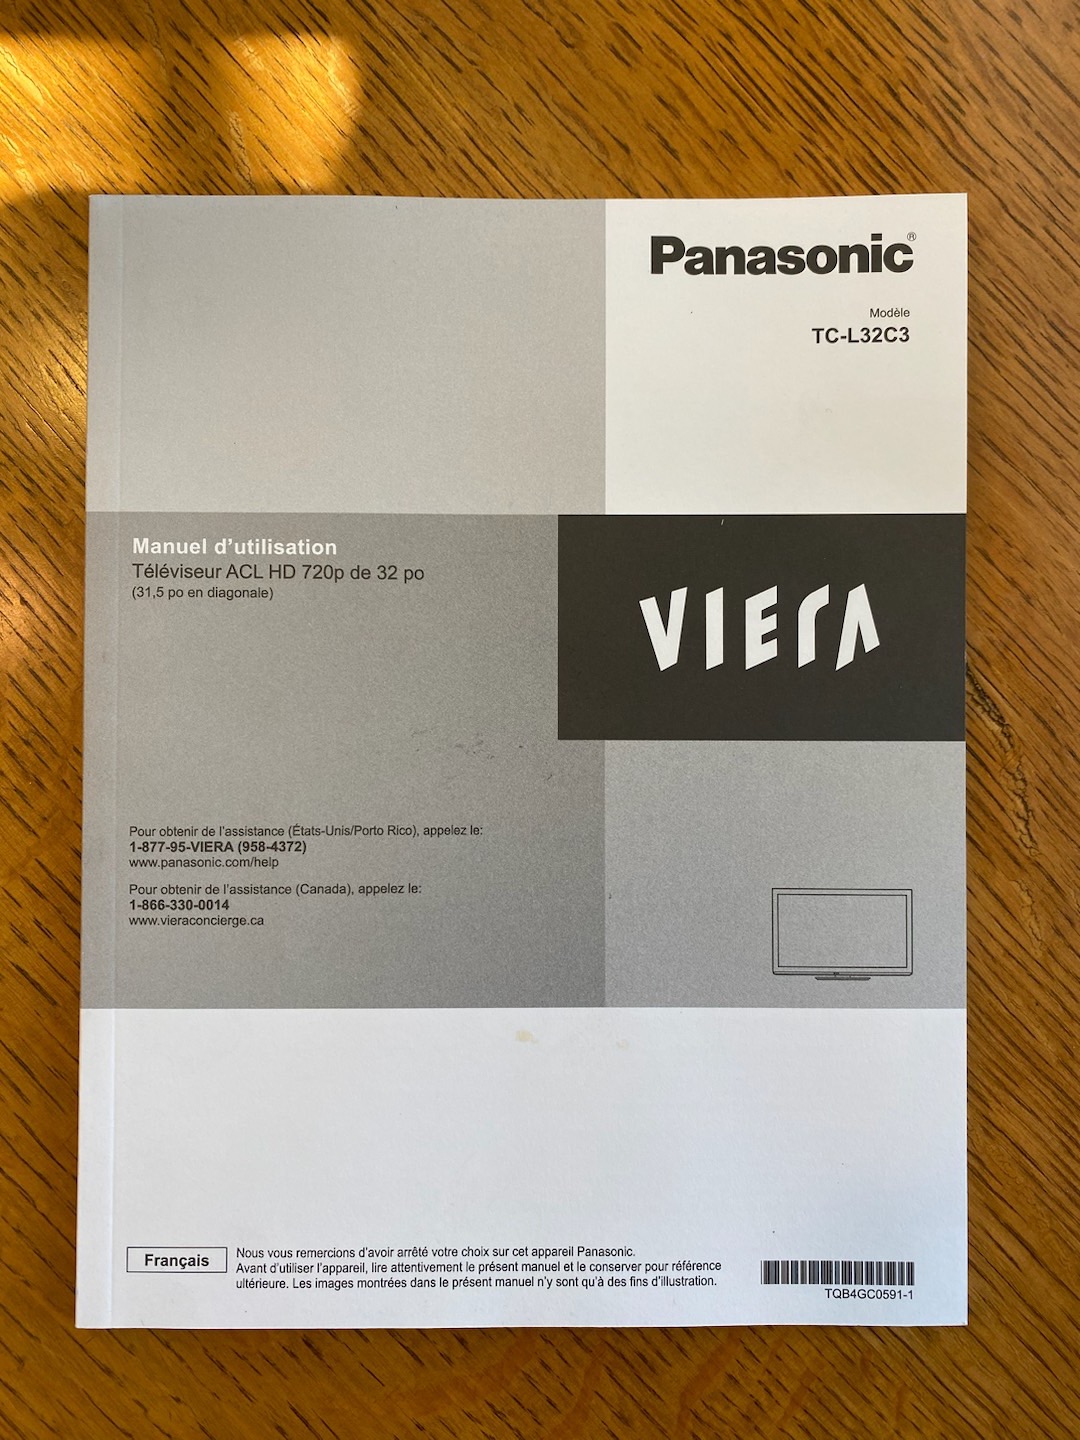 Panasonic®
Modèle
TC-L32C3
Manuel d'utilisation
Téléviseur ACL HD 720p de 32 po
(31,5 po en diagonale)
VIERA
Pour obtenir de l'assistance (États-Unis/Porto Rico), appelez le:
1-877-95-VIERA (958-4372)
www.panasonic.com/help
Pour obtenir de l'assistance (Canada), appelez le:
1-866-330-0014
www.vieraconcierge.ca
Français
Nous vous remercions d'avoir arrêté votre choix sur cet appareil Panasonic.
Avant d'utiliser l'appareil, lire attentivement le présent manuel et le conserver pour référence
ultérieure. Les images montrées dans le présent manuel n'y sont qu'à des fins d'illustration.
TQB4GC0591-1